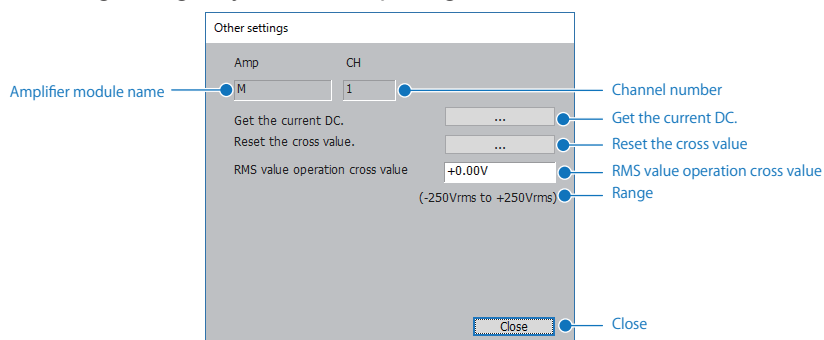 Other settings
Amp CH
Amplifier module name M 1 Channel number
Get the current DC. ... Get the current DC.
Reset the cross value. ... Reset the cross value
RMS value operation cross value +0.00V RMS value operation cross value
(-250Vrms to +250Vrms) Range
Close Close